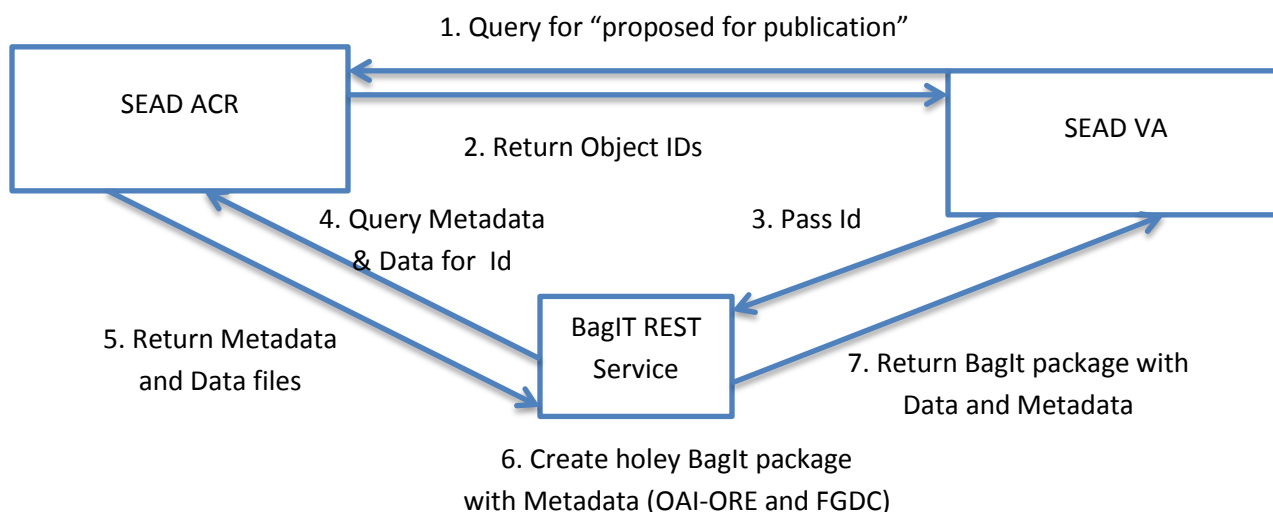 1. Query for “proposed for publication”
SEAD ACR
SEAD VA
2. Return Object IDs
4. Query Metadata
& Data for Id
3. Pass Id
BagIT REST
Service
5. Return Metadata
and Data files
7. Return BagIt package with
Data and Metadata
6. Create holey BagIt package
with Metadata (OAI-ORE and FGDC)